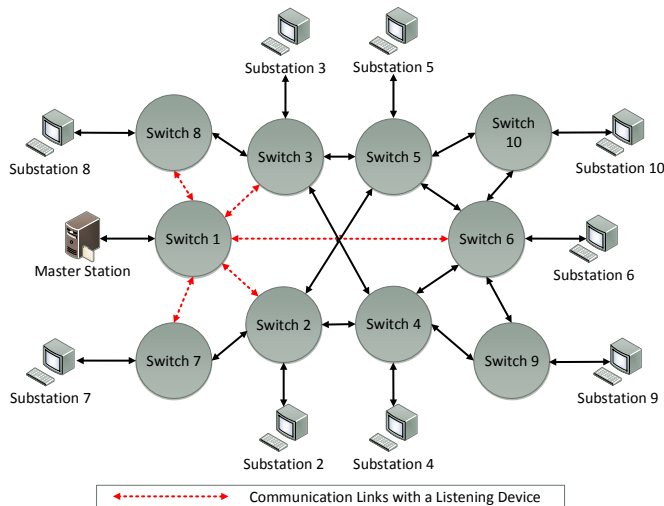 Substation 3
Substation 5
Switch 8
Switch 3
Switch 5
Switch
10
Substation 8
Substation 10
Switch 1
Switch 6
Master Station
Substation 6
Switch 2
Switch 4
Switch 7
Switch 9
Substation 7
Substation 9
Substation 2
Substation 4
Communication Links with a Listening Device